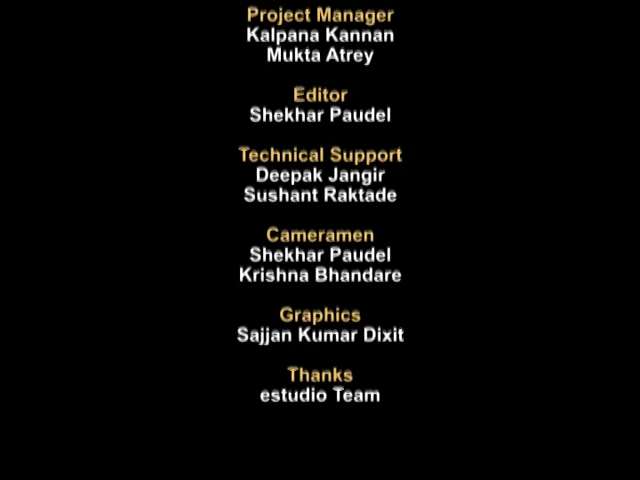 Project Manager
Kalpana Kannan
Mukta Atrey
Editor
Shekhar Paudel
Technical Support
Deepak Jangir
Sushant Raktade
Cameramen
Shekhar Paudel
Krishna Bhandare
Graphics
Sajjan Kumar Dixit
Thanks
estudio Team